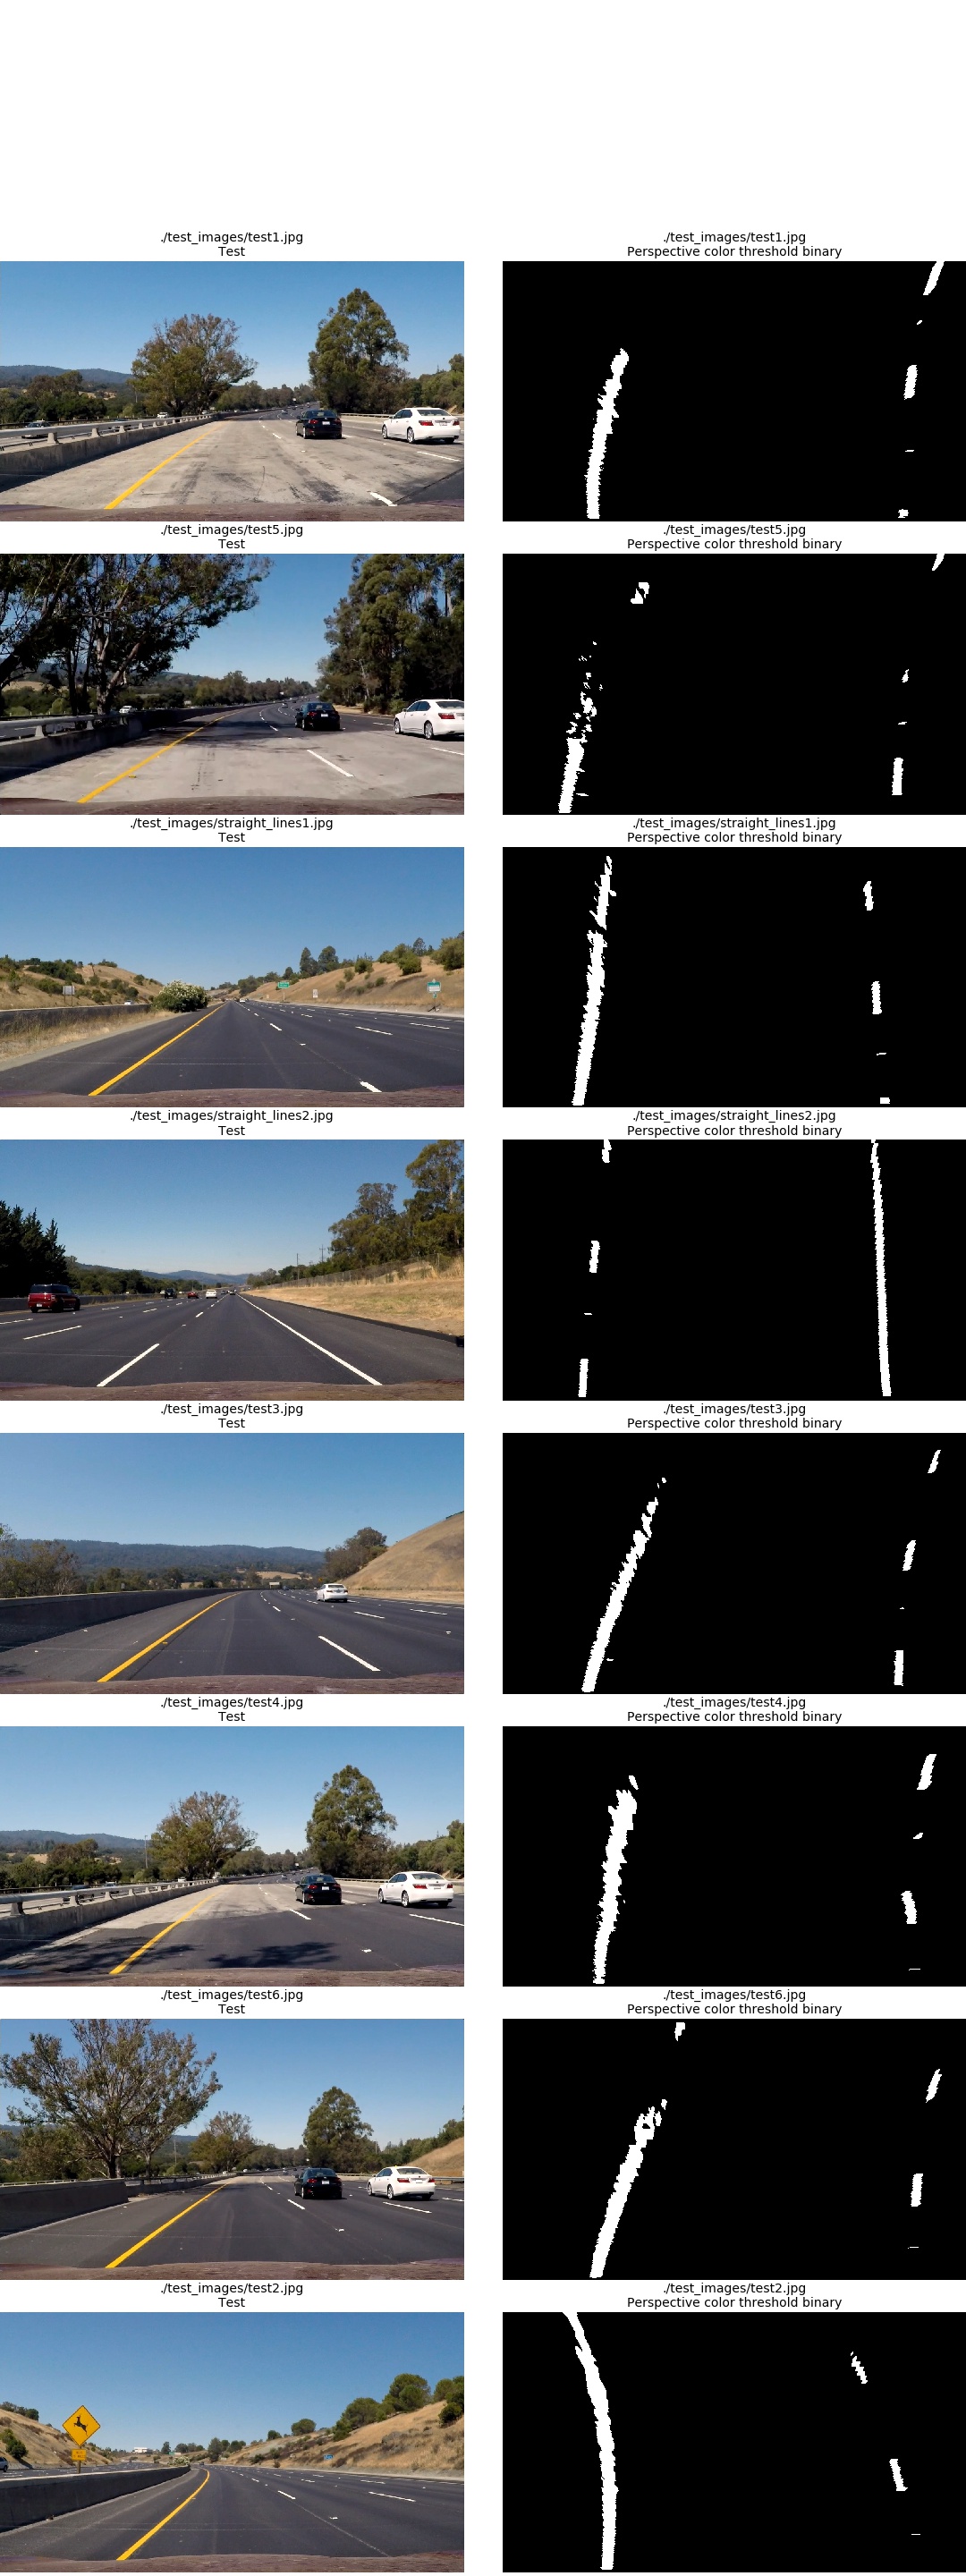 ./test_images/test1.jpg
Test
./test_images/test1.jpg
Perspective color threshold binary
./test_images/test5.jpg
Test
./test_images/test5.jpg
Perspective color threshold binary
./test_images/straight_lines1.jpg
Test
./test_images/straight_lines1.jpg
Perspective color threshold binary
./test_images/straight_lines2.jpg
Test
./test_images/straight_lines2.jpg
Perspective color threshold binary
./test_images/test3.jpg
Test
./test_images/test3.jpg
Perspective color threshold binary
./test_images/test4.jpg
Test
./test_images/test4.jpg
Perspective color threshold binary
./test_images/test6.jpg
Test
./test_images/test6.jpg
Perspective color threshold binary
./test_images/test2.jpg
Test
./test_images/test2.jpg
Perspective color threshold binary